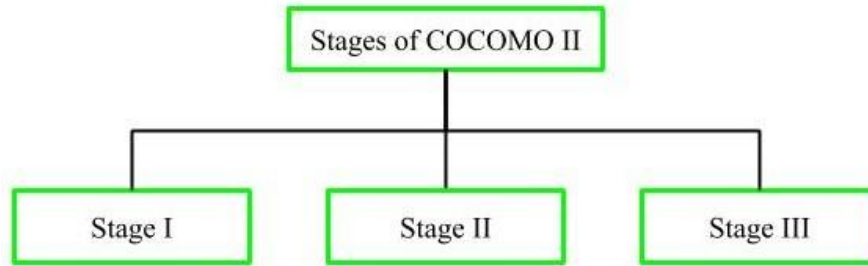 Stages of COCOMO II
Stage I
Stage II
Stage III